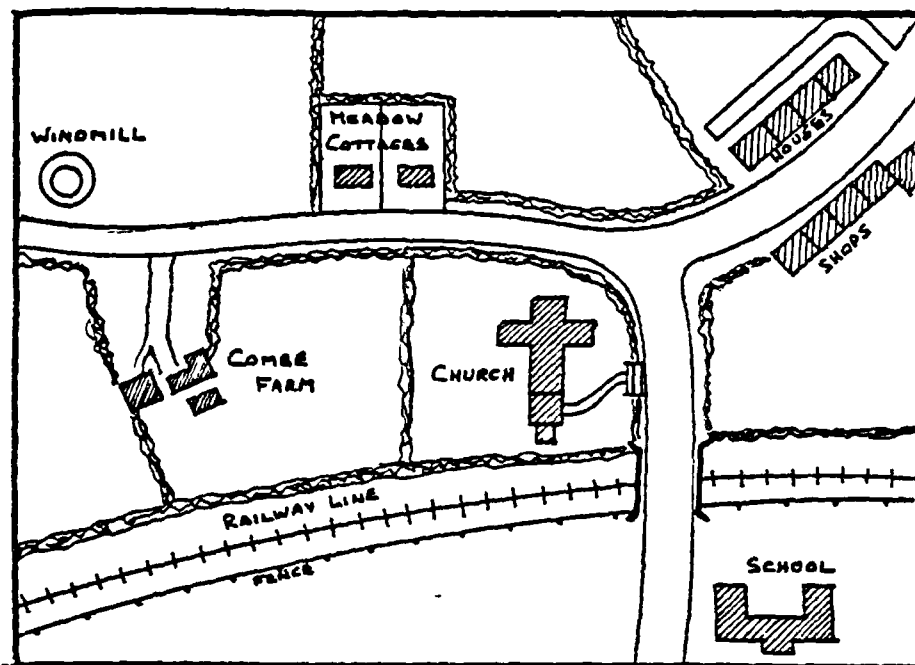 WINDMILL
MEADOW
COTTAGES
HOUSES
SHOPS
COMBE
FARM
CHURCH
RAILWAY LINE
FENCE
SCHOOL